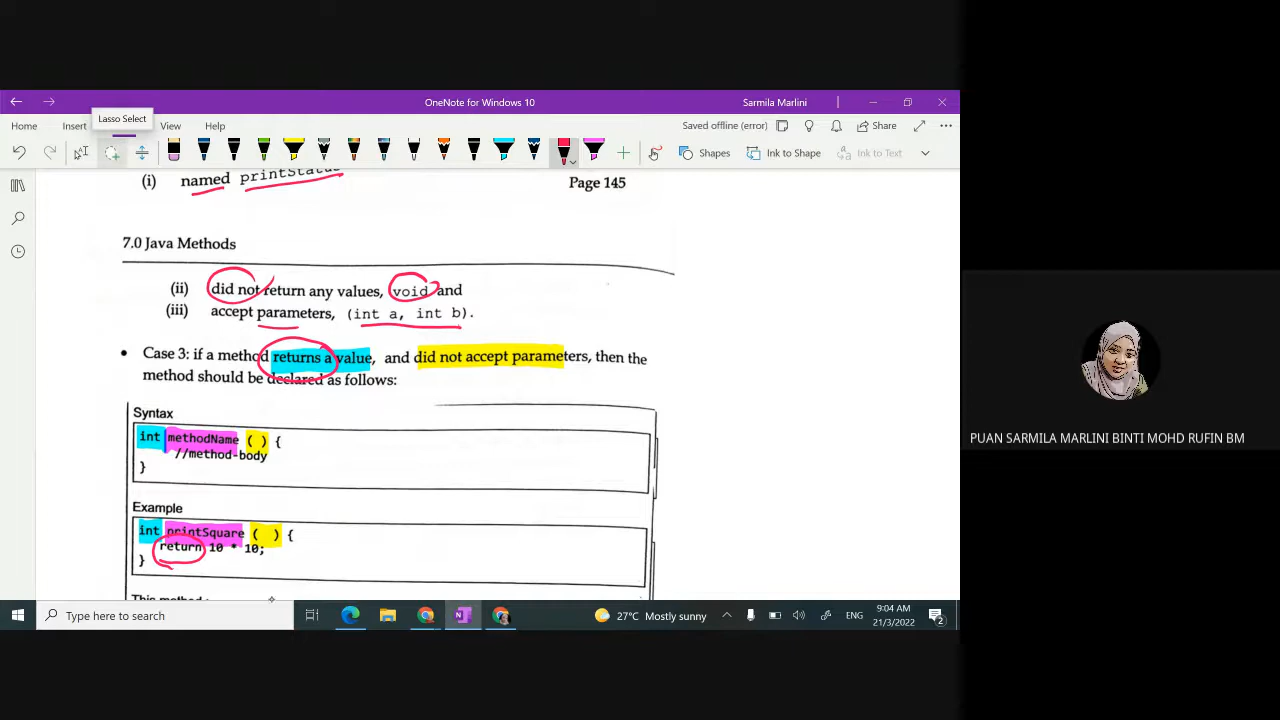 OneNote for Windows 10
Sarmila Marlini
Lasso Select
Home
Insert
View
Help
Saved offline (error)
Share
Shapes
Ink to Shape
Ink to Text
(i) named printStatus
Page 145
7.0 Java Methods
(ii) did not return any values, void and
(iii) accept parameters, (int a, int b).
• Case 3: if a method returns a value, and did not accept parameters, then the
method should be declared as follows:
Syntax
int methodName ( ) {
//method-body
}
Example
int printSquare ( ) {
return 10 * 10;
}
This method :
PUAN SARMILA MARLINI BINTI MOHD RUFIN BM
Type here to search
27°C Mostly sunny
ENG
9:04 AM
21/3/2022
2